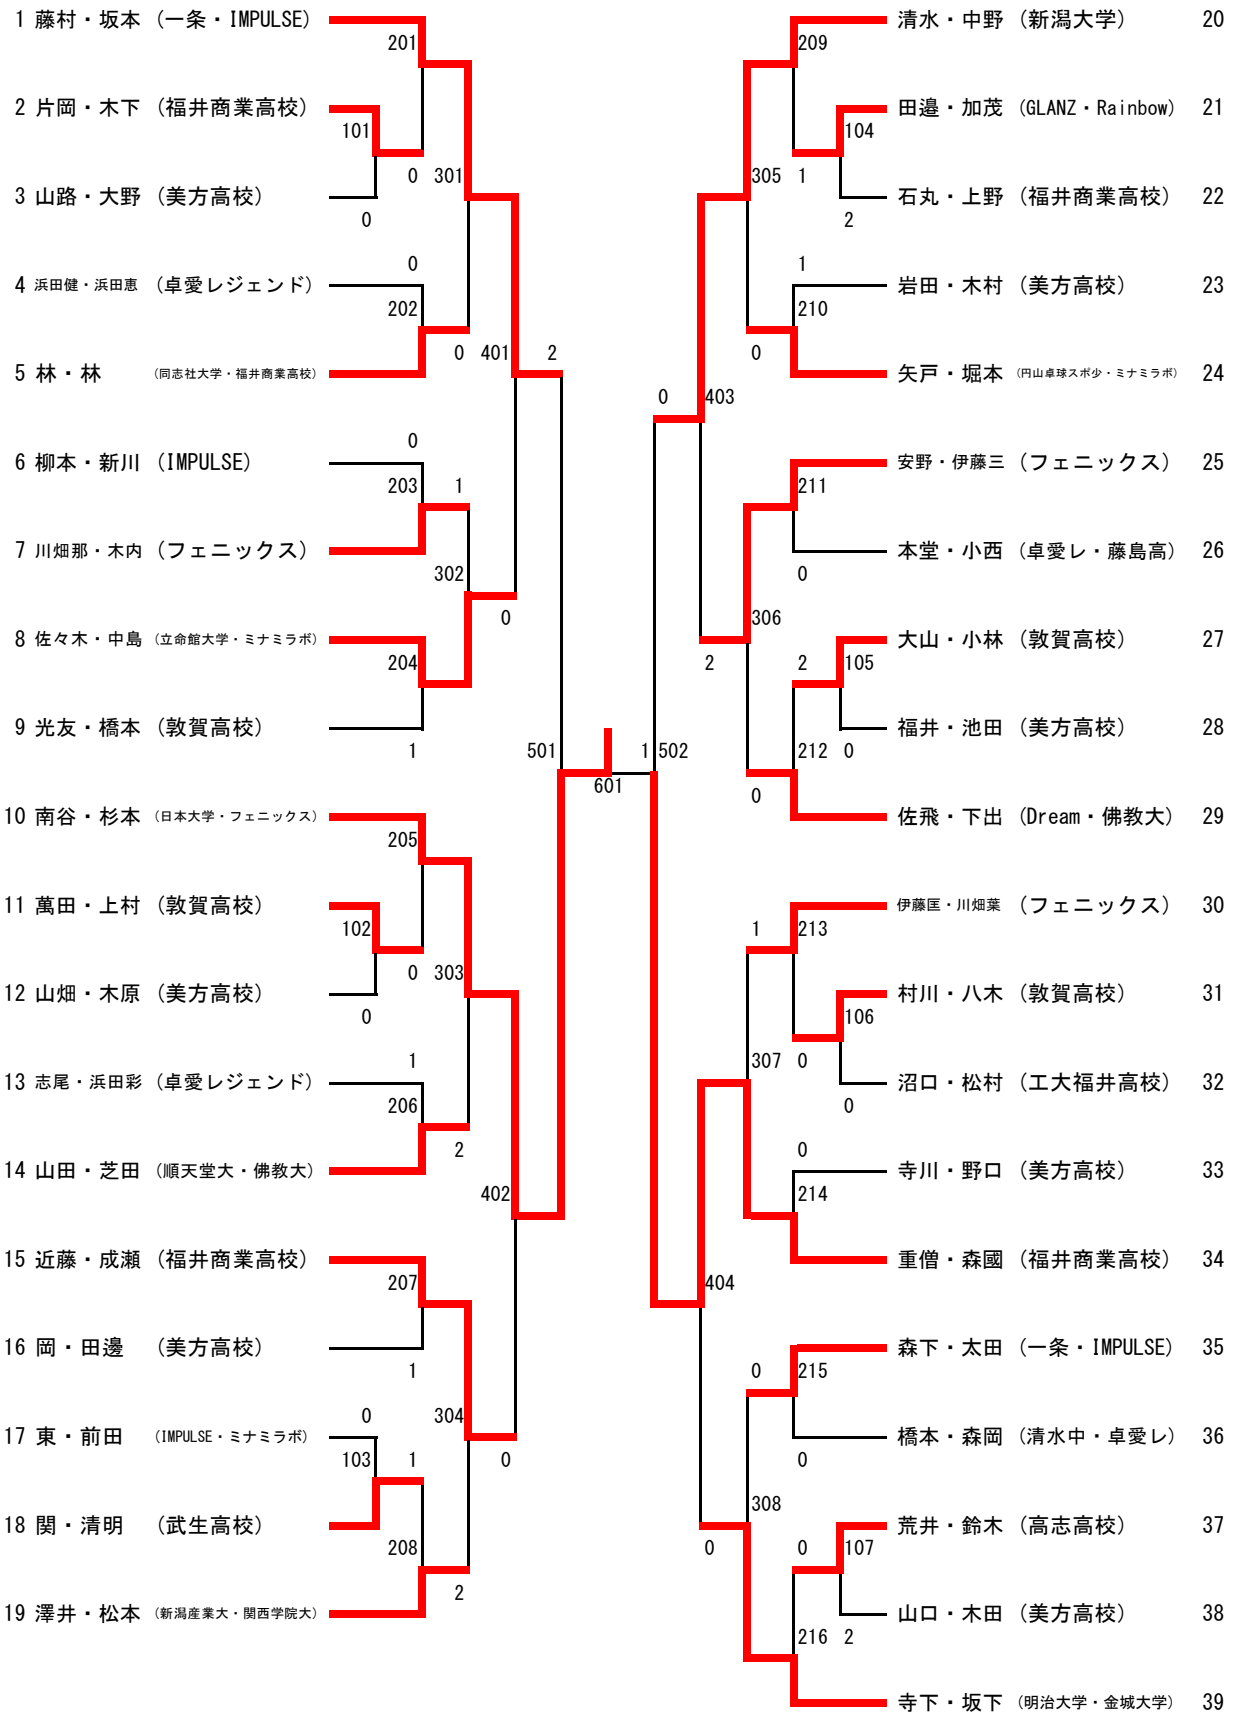 1 藤村・坂本 (一条・IMPULSE)
201
2 片岡・木下 (福井商業高校)
101
0 301
3 山路・大野 (美方高校)
0
0
4 浜田健・浜田恵 (卓愛レジェンド)
202
0 401 2
5 林・林 (同志社大学・福井商業高校)
0
6 柳本・新川 (IMPULSE)
203 1
7 川畑那・木内 (フェニックス)
302
0
8 佐々木・中島 (立命館大学・ミナミラボ)
204
9 光友・橋本 (敦賀高校)
1
501
601
10 南谷・杉本 (日本大学・フェニックス)
205
11 萬田・上村 (敦賀高校)
102
0 303
12 山畑・木原 (美方高校)
0
1
13 志尾・浜田彩 (卓愛レジェンド)
206
2
14 山田・芝田 (順天堂大・佛教大)
402
15 近藤・成瀬 (福井商業高校)
207
16 岡・田邊 (美方高校)
1
0 304
17 東・前田 (IMPULSE・ミナミラボ)
103 1 0
18 関・清明 (武生高校)
208
2
19 澤井・松本 (新潟産業大・関西学院大)
清水・中野 (新潟大学) 20
209
田邉・加茂 (GLANZ・Rainbow) 21
104
305 1
石丸・上野 (福井商業高校) 22
2
1
岩田・木村 (美方高校) 23
210
0
矢戸・堀本 (円山卓球スポ少・ミナミラボ) 24
0 403
安野・伊藤三 (フェニックス) 25
211
本堂・小西 (卓愛レ・藤島高) 26
0
306
大山・小林 (敦賀高校) 27
2 2 105
福井・池田 (美方高校) 28
1 502 212 0
0
佐飛・下出 (Dream・佛教大) 29
伊藤匡・川畑葉 (フェニックス) 30
1 213
村川・八木 (敦賀高校) 31
106
307 0
沼口・松村 (工大福井高校) 32
0
0
寺川・野口 (美方高校) 33
214
重僧・森國 (福井商業高校) 34
404
森下・太田 (一条・IMPULSE) 35
0 215
橋本・森岡 (清水中・卓愛レ) 36
0
308
荒井・鈴木 (高志高校) 37
0 0 107
山口・木田 (美方高校) 38
216 2
寺下・坂下 (明治大学・金城大学) 39